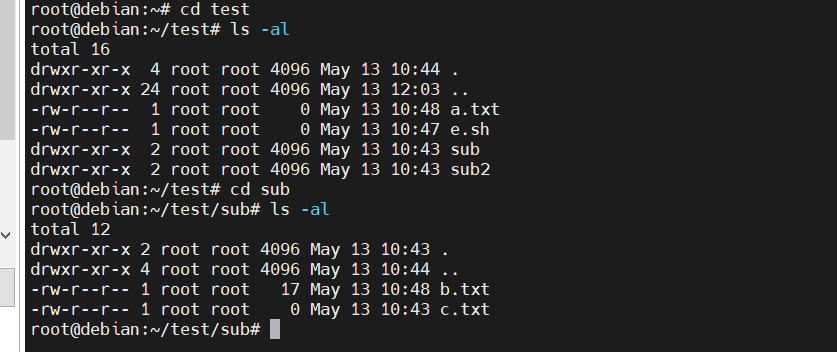 root@debian:~# cd test
root@debian:~/test# ls -al
total 16
drwxr-xr-x  4 root root 4096 May 13 10:44 .
drwxr-xr-x 24 root root 4096 May 13 12:03 ..
-rw-r--r--  1 root root    0 May 13 10:48 a.txt
-rw-r--r--  1 root root    0 May 13 10:47 e.sh
drwxr-xr-x  2 root root 4096 May 13 10:43 sub
drwxr-xr-x  2 root root 4096 May 13 10:43 sub2
root@debian:~/test# cd sub
root@debian:~/test/sub# ls -al
total 12
drwxr-xr-x 2 root root 4096 May 13 10:43 .
drwxr-xr-x 4 root root 4096 May 13 10:44 ..
-rw-r--r-- 1 root root   17 May 13 10:48 b.txt
-rw-r--r-- 1 root root    0 May 13 10:43 c.txt
root@debian:~/test/sub#